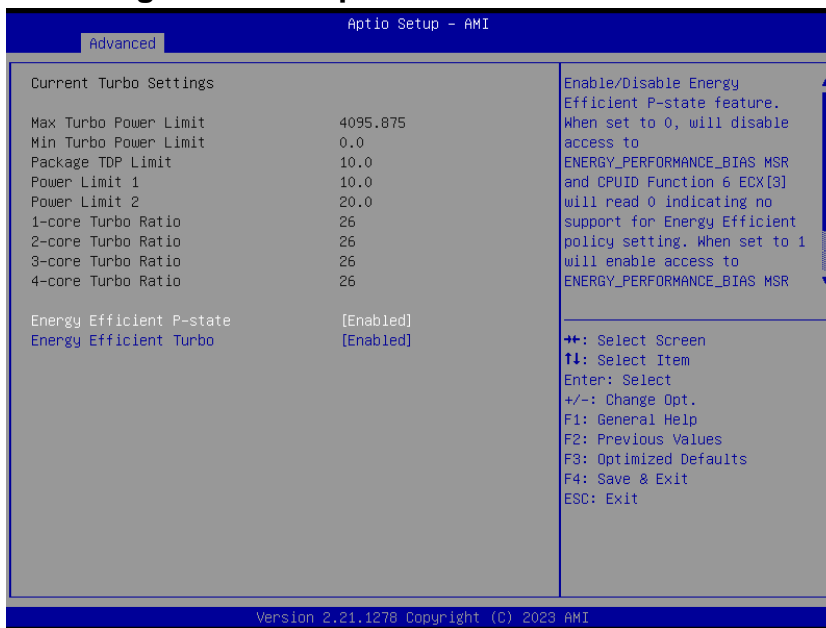 Aptio Setup - AMI
Advanced
Current Turbo Settings
Max Turbo Power Limit 4095.875
Min Turbo Power Limit 0.0
Package TDP Limit 10.0
Power Limit 1 10.0
Power Limit 2 20.0
1-core Turbo Ratio 26
2-core Turbo Ratio 26
3-core Turbo Ratio 26
4-core Turbo Ratio 26
Energy Efficient P-state [Enabled]
Energy Efficient Turbo [Enabled]
Enable/Disable Energy
Efficient P-state feature.
When set to 0, will disable
access to
ENERGY_PERFORMANCE_BIAS MSR
and CPUID Function 6 ECX[3]
will read 0 indicating no
support for Energy Efficient
policy setting. When set to 1
will enable access to
ENERGY_PERFORMANCE_BIAS MSR
→←: Select Screen
↑↓: Select Item
Enter: Select
+/-: Change Opt.
F1: General Help
F2: Previous Values
F3: Optimized Defaults
F4: Save & Exit
ESC: Exit
Version 2.21.1278 Copyright (C) 2023 AMI